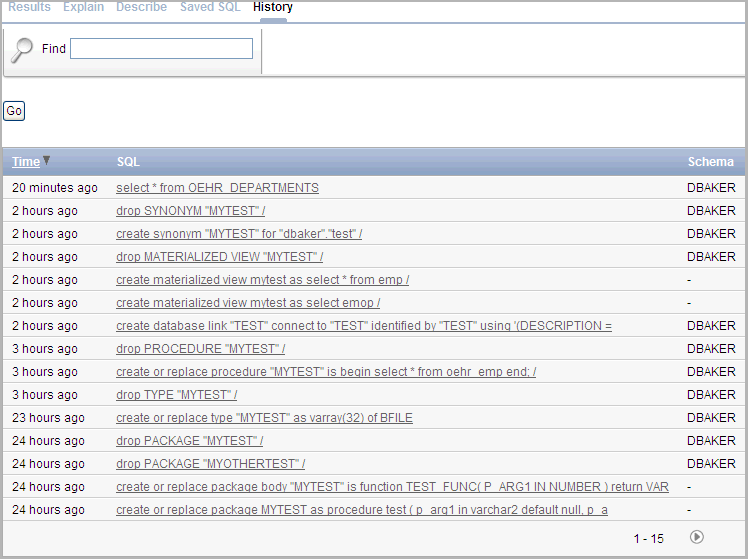 Results Explain Describe Saved SQL History
Find
Go
Time SQL Schema
20 minutes ago select * from OEHR_DEPARTMENTS DBAKER
2 hours ago drop SYNONYM "MYTEST" / DBAKER
2 hours ago create synonym "MYTEST" for "dbaker"."test" / DBAKER
2 hours ago drop MATERIALIZED VIEW "MYTEST" / DBAKER
2 hours ago create materialized view mytest as select * from emp / -
2 hours ago create materialized view mytest as select emop / -
2 hours ago create database link "TEST" connect to "TEST" identified by "TEST" using '(DESCRIPTION = DBAKER
3 hours ago drop PROCEDURE "MYTEST" / DBAKER
3 hours ago create or replace procedure "MYTEST" is begin select * from oehr_emp end; / DBAKER
3 hours ago drop TYPE "MYTEST" / DBAKER
23 hours ago create or replace type "MYTEST" as varray(32) of BFILE DBAKER
24 hours ago drop PACKAGE "MYTEST" / DBAKER
24 hours ago drop PACKAGE "MYOTHERTEST" / DBAKER
24 hours ago create or replace package body "MYTEST" is function TEST_FUNC( P_ARG1 IN NUMBER ) return VAR -
24 hours ago create or replace package MYTEST as procedure test ( p_arg1 in varchar2 default null, p_a -
1 - 15